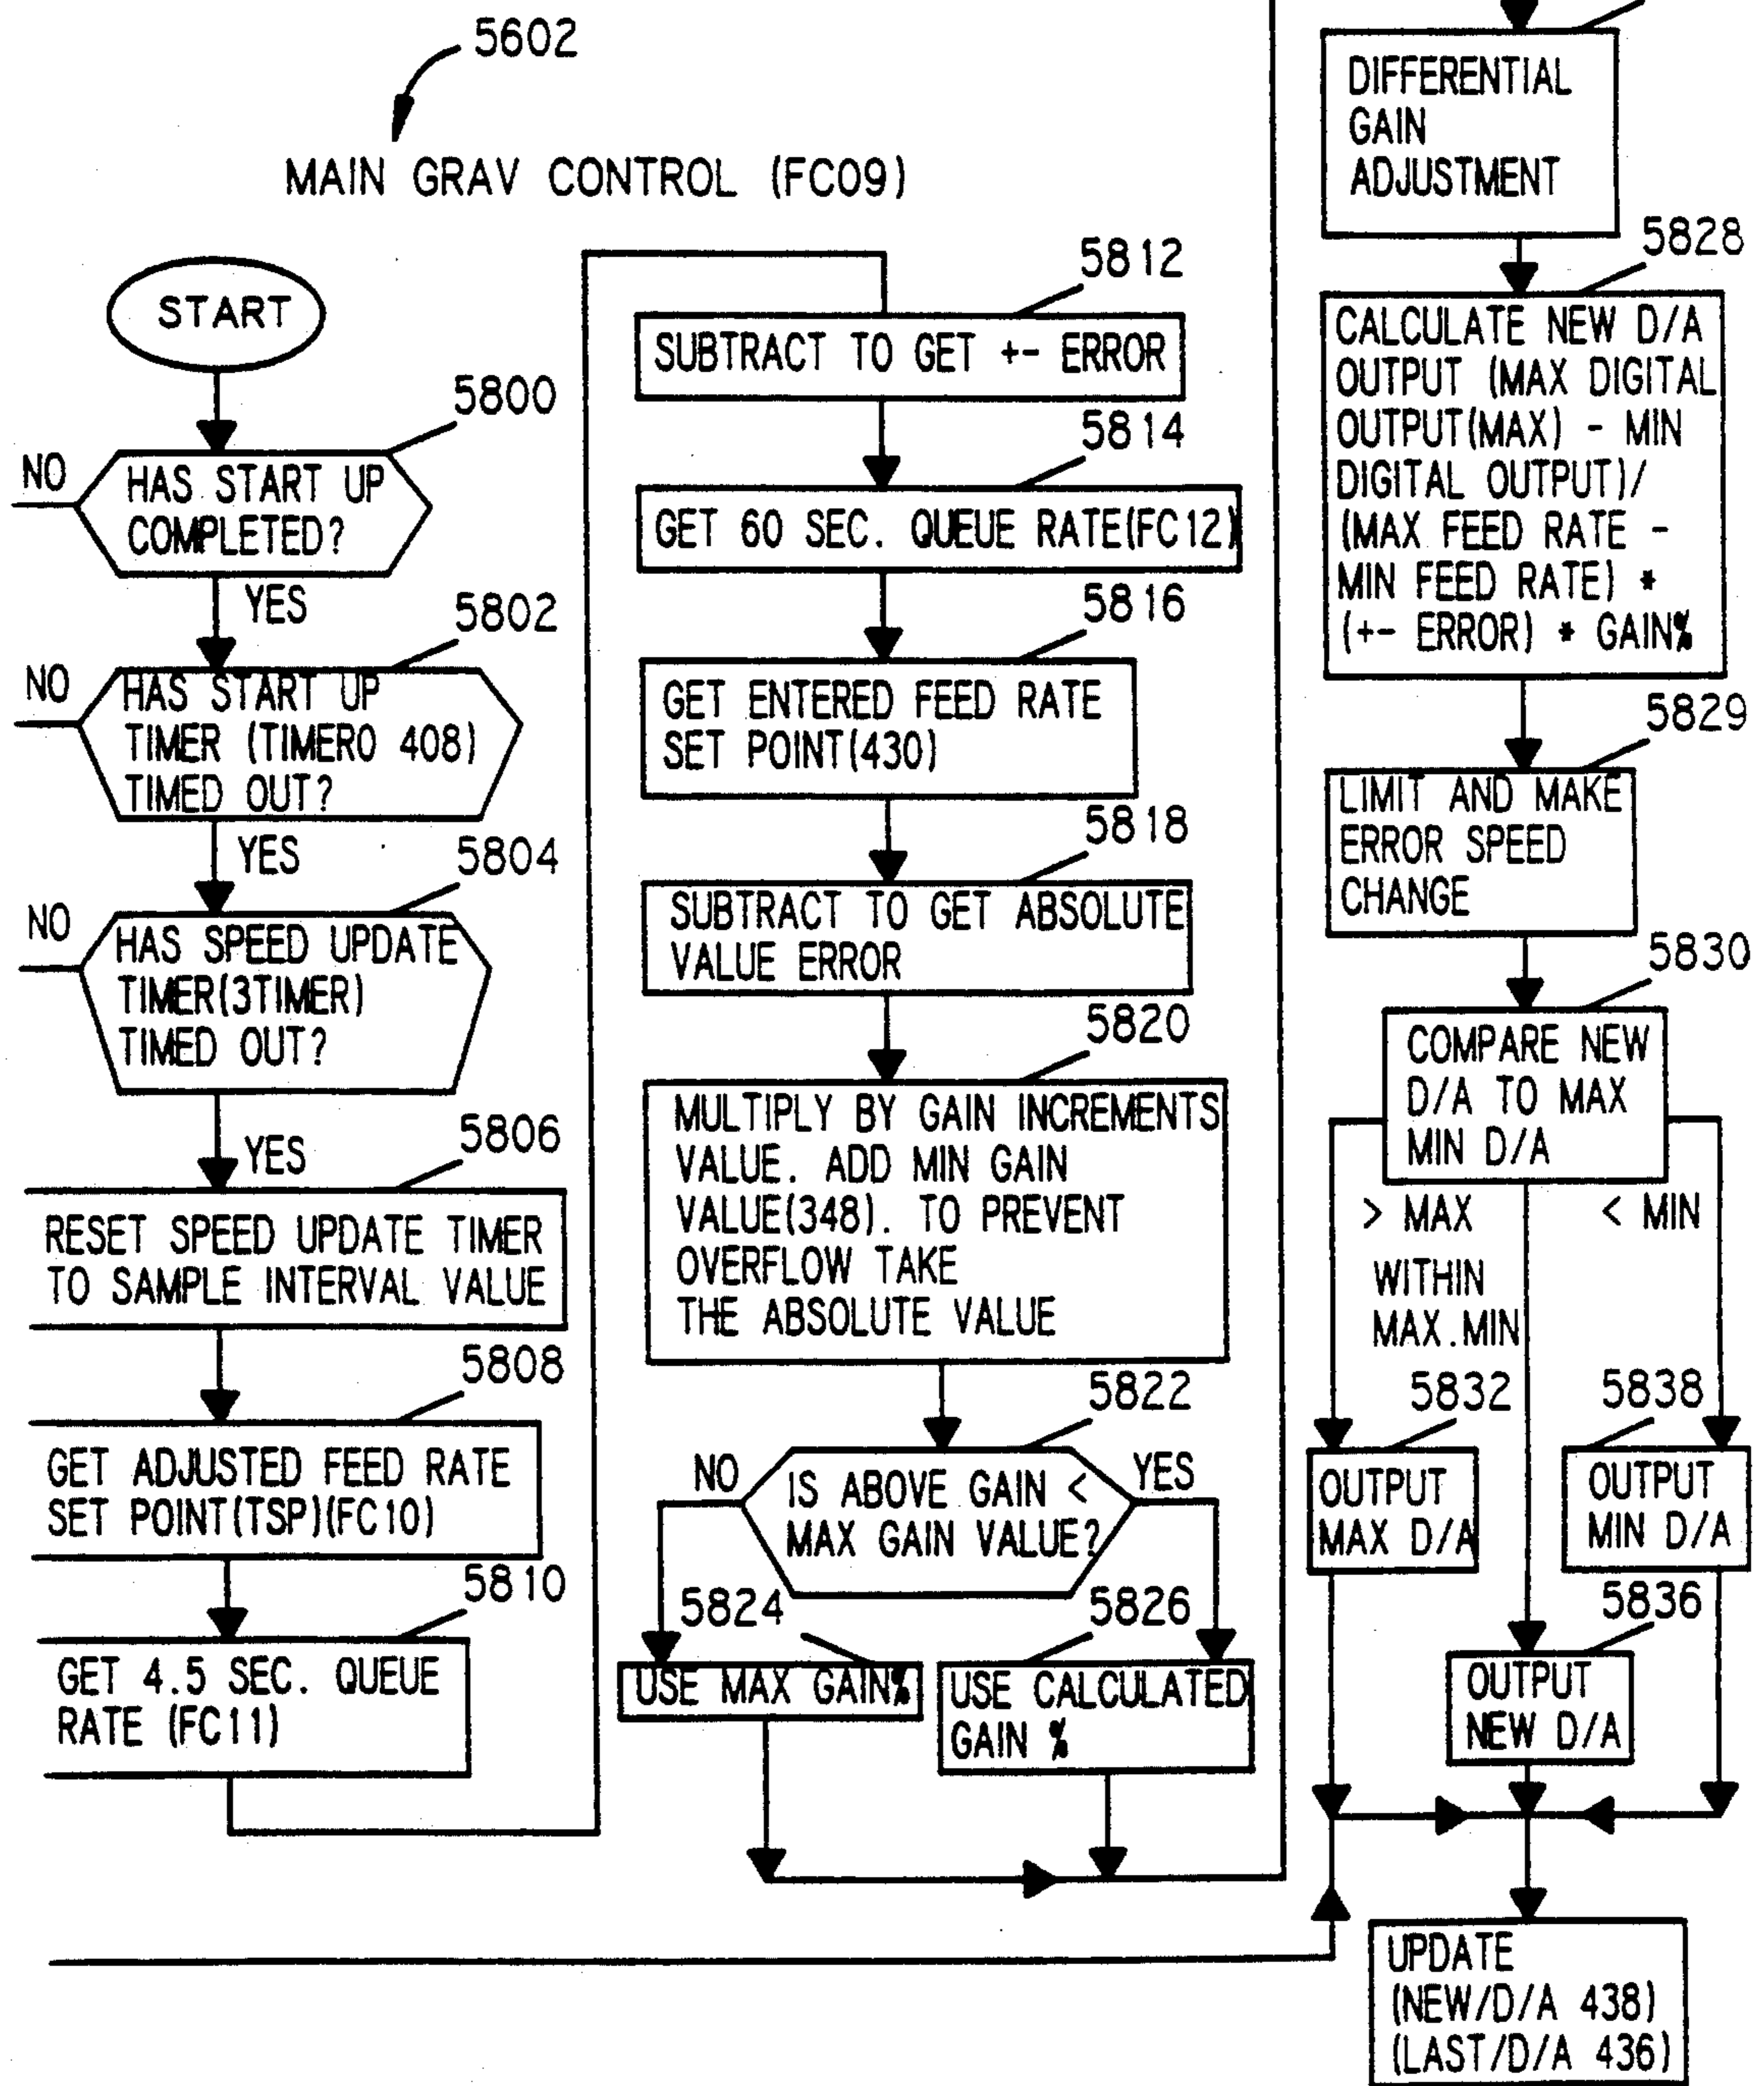 5602
MAIN GRAV CONTROL (FC09)
START
5800
NO
HAS START UP
COMPLETED?
YES
5802
NO
HAS START UP
TIMER (TIMER0 408)
TIMED OUT?
YES
5804
NO
HAS SPEED UPDATE
TIMER(3TIMER)
TIMED OUT?
YES
5806
RESET SPEED UPDATE TIMER
TO SAMPLE INTERVAL VALUE
5808
GET ADJUSTED FEED RATE
SET POINT(TSP)(FC10)
5810
GET 4.5 SEC. QUEUE
RATE (FC11)
5812
SUBTRACT TO GET +- ERROR
5814
GET 60 SEC. QUEUE RATE(FC12)
5816
GET ENTERED FEED RATE
SET POINT(430)
5818
SUBTRACT TO GET ABSOLUTE
VALUE ERROR
5820
MULTIPLY BY GAIN INCREMENTS
VALUE. ADD MIN GAIN
VALUE(348). TO PREVENT
OVERFLOW TAKE
THE ABSOLUTE VALUE
5822
NO
IS ABOVE GAIN <
MAX GAIN VALUE?
YES
5824
USE MAX GAIN%
5826
USE CALCULATED
GAIN %
DIFFERENTIAL
GAIN
ADJUSTMENT
5828
CALCULATE NEW D/A
OUTPUT (MAX DIGITAL
OUTPUT(MAX) - MIN
DIGITAL OUTPUT)/
(MAX FEED RATE -
MIN FEED RATE) *
(+- ERROR) * GAIN%
5829
LIMIT AND MAKE
ERROR SPEED
CHANGE
5830
COMPARE NEW
D/A TO MAX
MIN D/A
> MAX
< MIN
WITHIN
MAX.MIN
5832
OUTPUT
MAX D/A
5838
OUTPUT
MIN D/A
5836
OUTPUT
NEW D/A
UPDATE
(NEW/D/A 438)
(LAST/D/A 436)